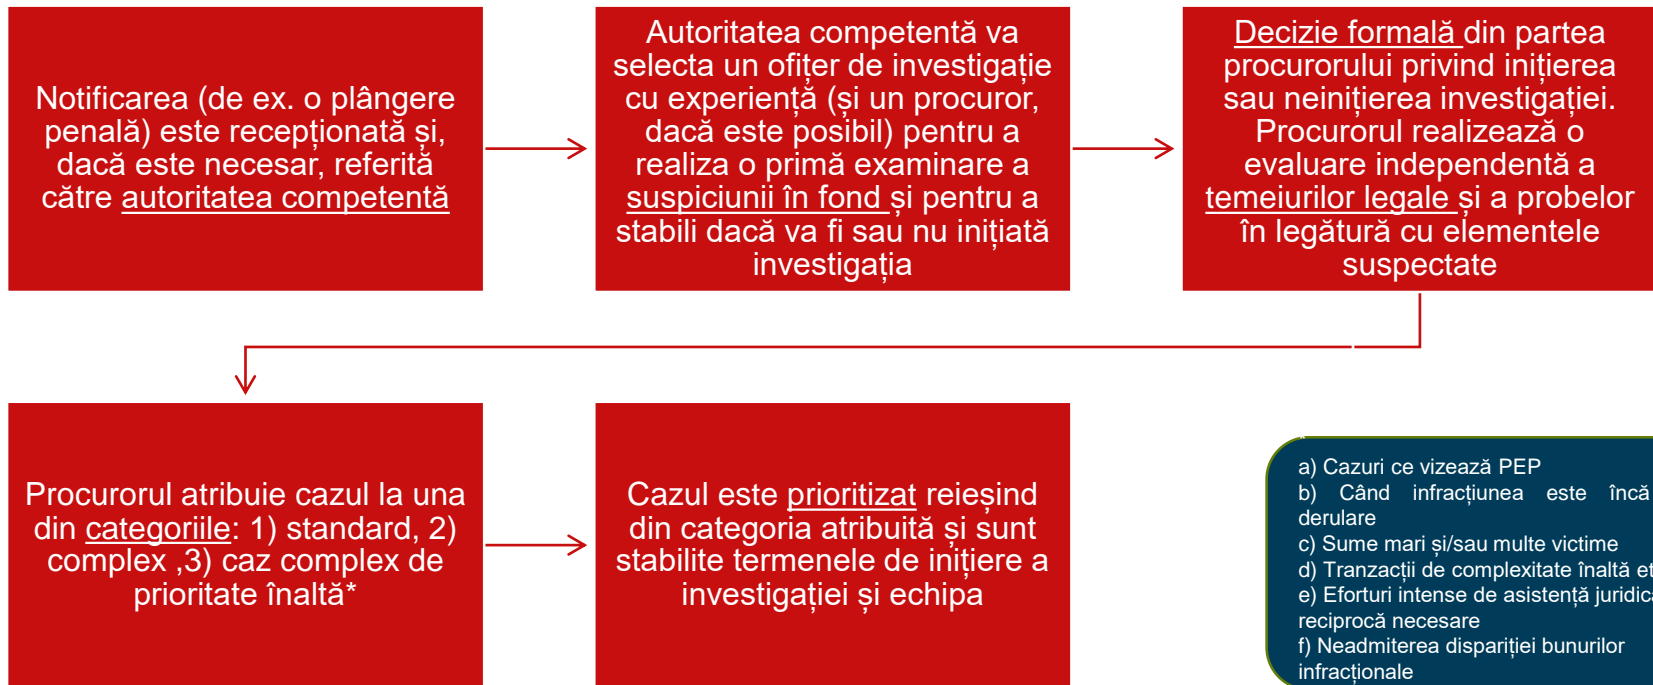 Notificarea (de ex. o plângere
penală) este recepționată și,
dacă este necesar, referită
către autoritatea competentă
Autoritatea competentă va
selecta un ofițer de investigație
cu experiență (și un procuror,
dacă este posibil) pentru a
realiza o primă examinare a
suspiciunii în fond și pentru a
stabili dacă va fi sau nu inițiată
investigația
Decizie formală din partea
procurorului privind inițierea
sau neinițierea investigației.
Procurorul realizează o
evaluare independentă a
temeiurilor legale și a probelor
în legătură cu elementele
suspectate
Procurorul atribuie cazul la una
din categoriile: 1) standard, 2)
complex ,3) caz complex de
prioritate înaltă*
Cazul este prioritizat reieșind
din categoria atribuită și sunt
stabilite termenele de inițiere a
investigației și echipa
a) Cazuri ce vizează PEP
b) Când infracțiunea este încă
derulare
c) Sume mari și/sau multe victime
d) Tranzacții de complexitate înaltă
e) Eforturi intense de asistență
reciprocă necesare
f) Neadmiterea dispariției bunurilor
infracționale